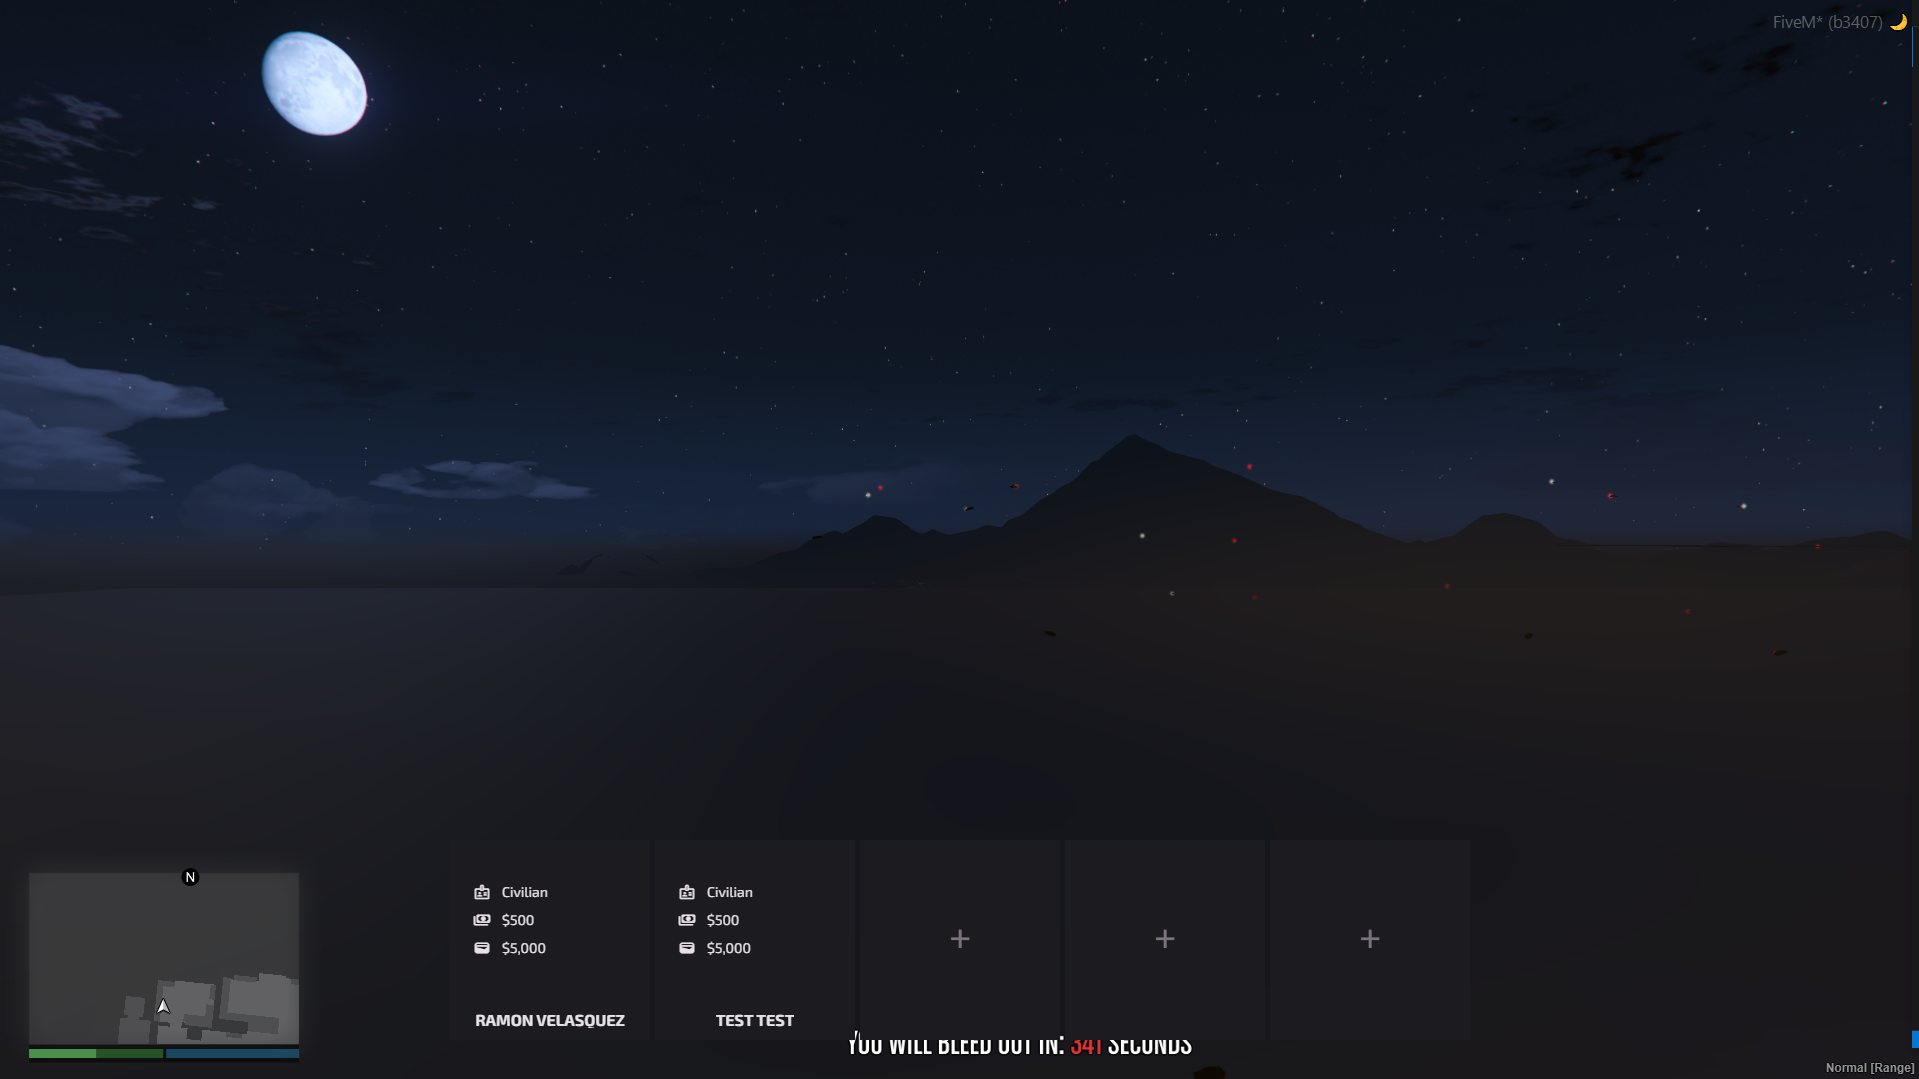 FiveM* (b3407) 🌙
N
Civilian
$500
$5,000
RAMON VELASQUEZ
Civilian
$500
$5,000
TEST TEST
+
+
+
YOU WILL BLEED OUT IN: 341 SECONDS
Normal [Range]